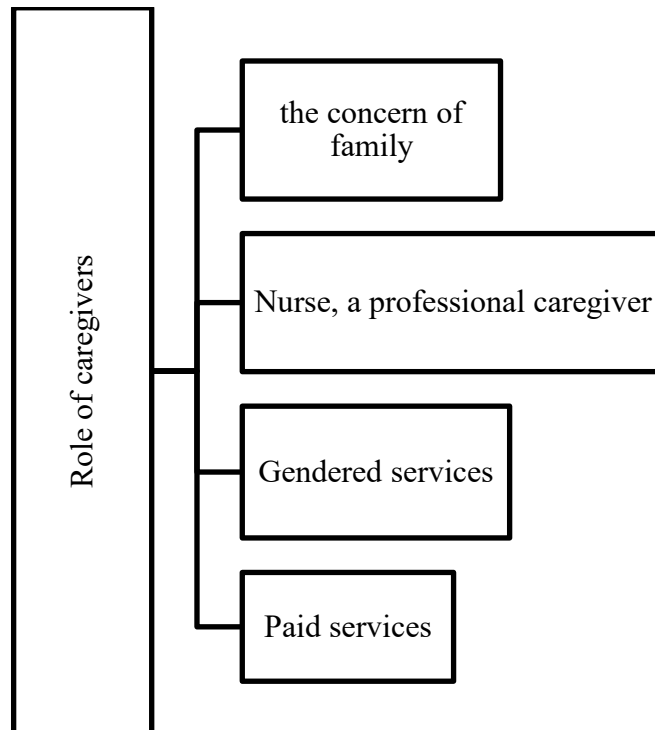 Role of caregivers
the concern of
family
Nurse, a professional caregiver
Gendered services
Paid services